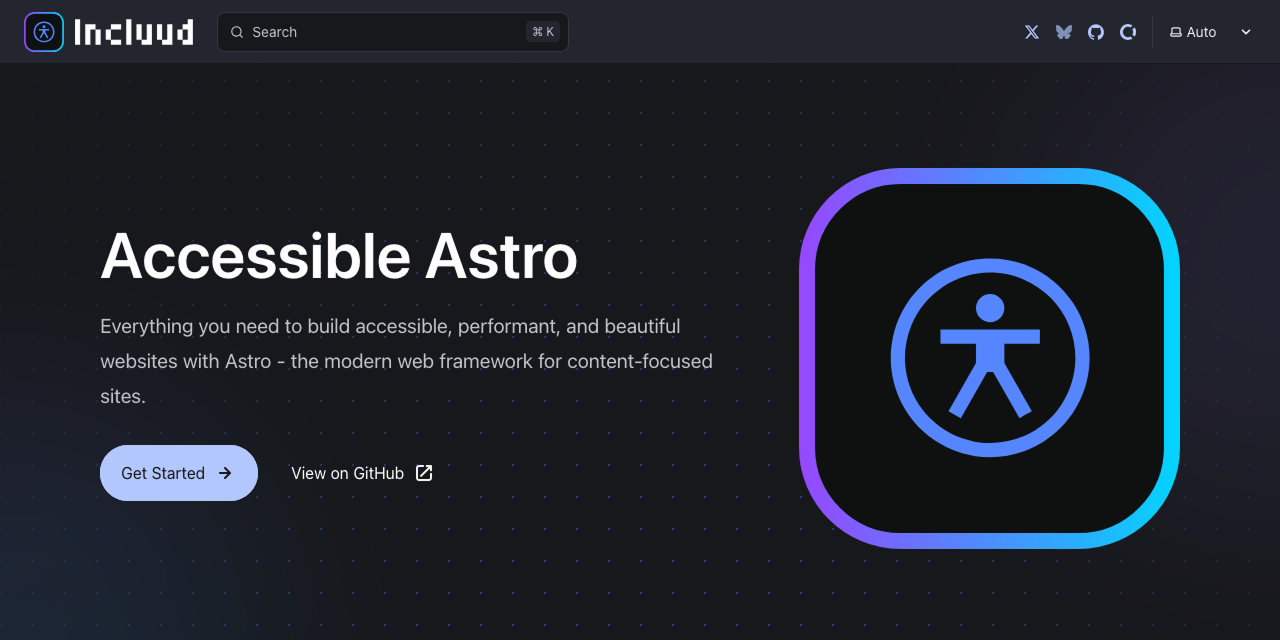 Incluud
Search
⌘ K
Auto
Accessible Astro
Everything you need to build accessible, performant, and beautiful
websites with Astro - the modern web framework for content-focused
sites.
Get Started
View on GitHub